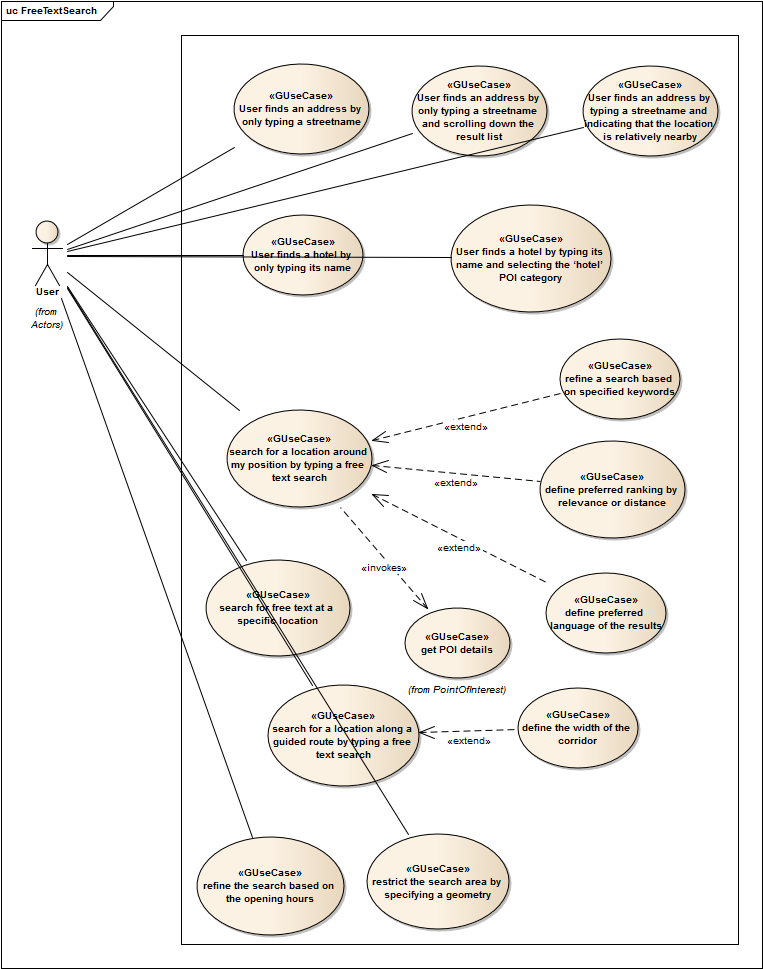 uc FreeTextSearch
«GUseCase»
User finds an address by
only typing a streetname
«GUseCase»
User finds an address by
only typing a streetname
and scrolling down the
result list
«GUseCase»
User finds an address by
typing a streetname and
indicating that the location
is relatively nearby
User
(from
Actors)
«GUseCase»
User finds a hotel by
only typing its name
«GUseCase»
User finds a hotel by typing its
name and selecting the ‘hotel’
POI category
«GUseCase»
refine a search based
on specified keywords
«extend»
«GUseCase»
search for a location around
my position by typing a free
text search
«extend»
«GUseCase»
define preferred ranking by
relevance or distance
«extend»
«invokes»
«GUseCase»
search for free text at a
specific location
«GUseCase»
define preferred
language of the results
«GUseCase»
get POI details
(from PointOfInterest)
«GUseCase»
search for a location along a
guided route by typing a free
text search
«extend»
«GUseCase»
define the width of the
corridor
«GUseCase»
refine the search based on
the opening hours
«GUseCase»
restrict the search area by
specifying a geometry